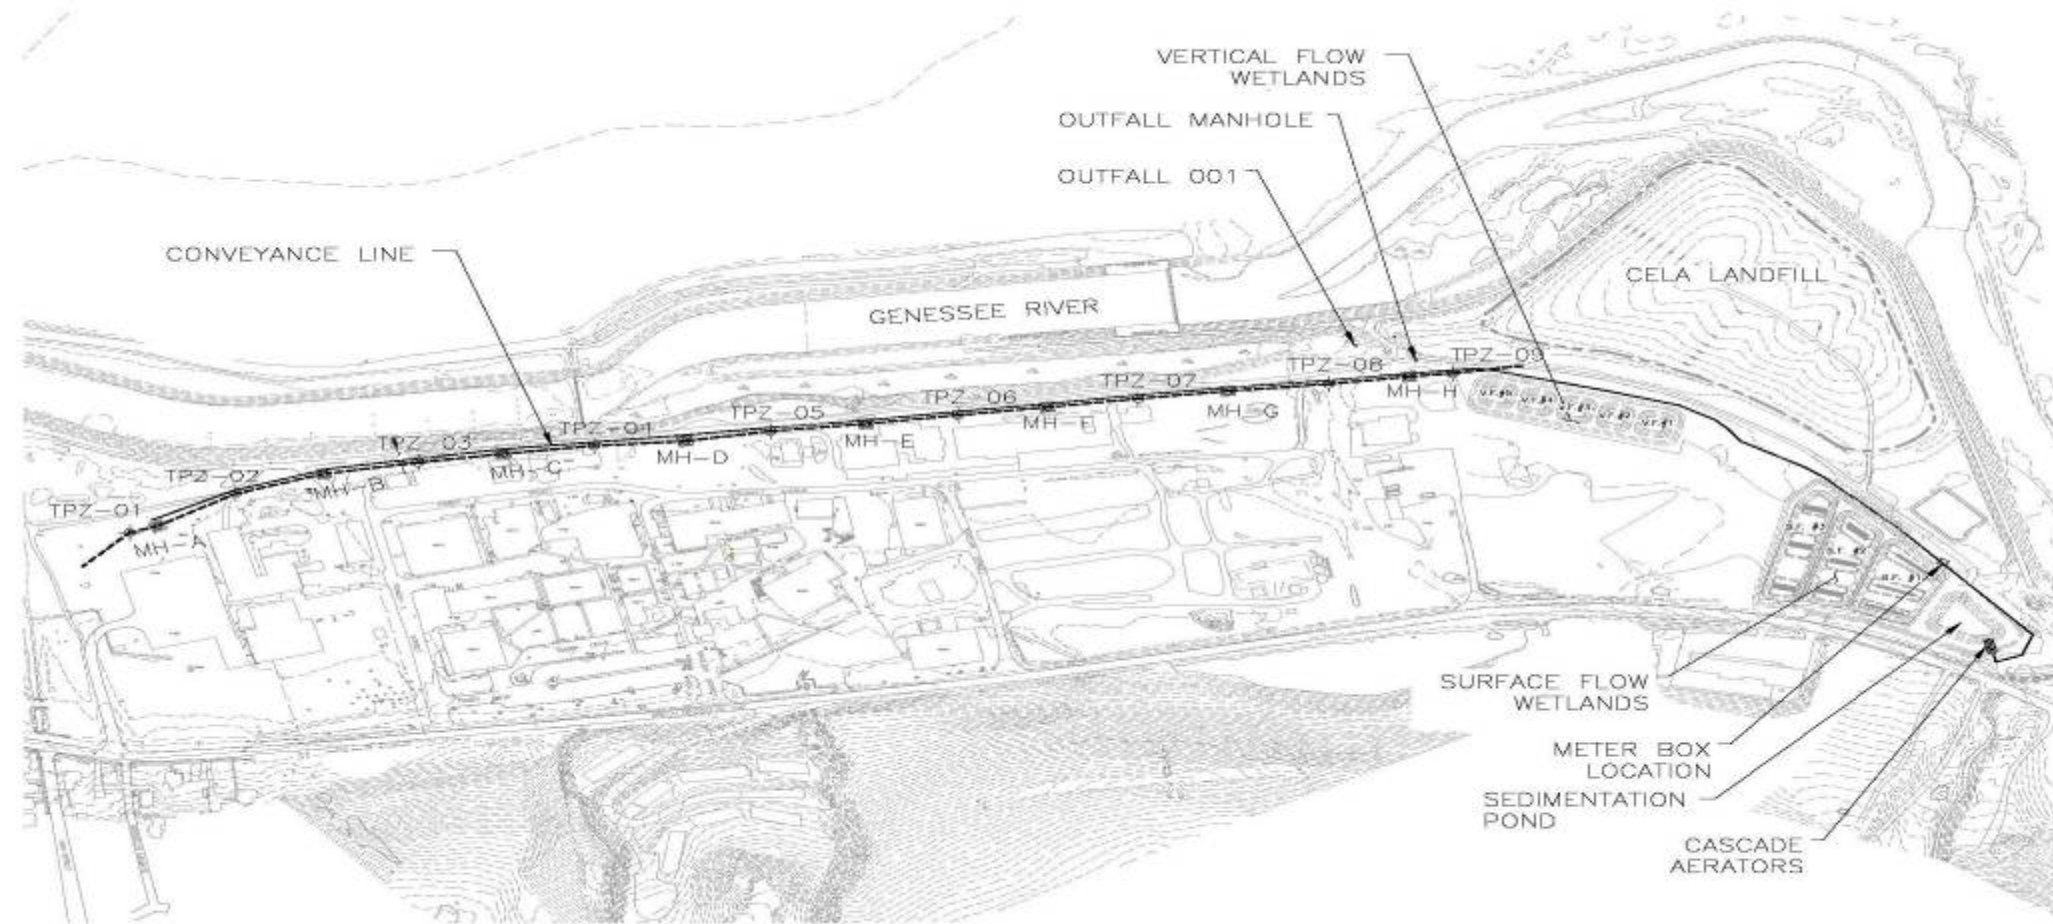 VERTICAL FLOW
WETLANDS
OUTFALL MANHOLE
OUTFALL 001
CONVEYANCE LINE
CELA LANDFILL
GENESSEE RIVER
TPZ-09
TPZ-08
MH-H
TPZ-07
MH-G
TPZ-06
MH-F
TPZ-05
MH-E
TPZ-04
MH-D
TPZ-03
MH-C
TPZ-02
MH-B
TPZ-01
MH-A
SURFACE FLOW
WETLANDS
METER BOX
LOCATION
SEDIMENTATION
POND
CASCADE
AERATORS